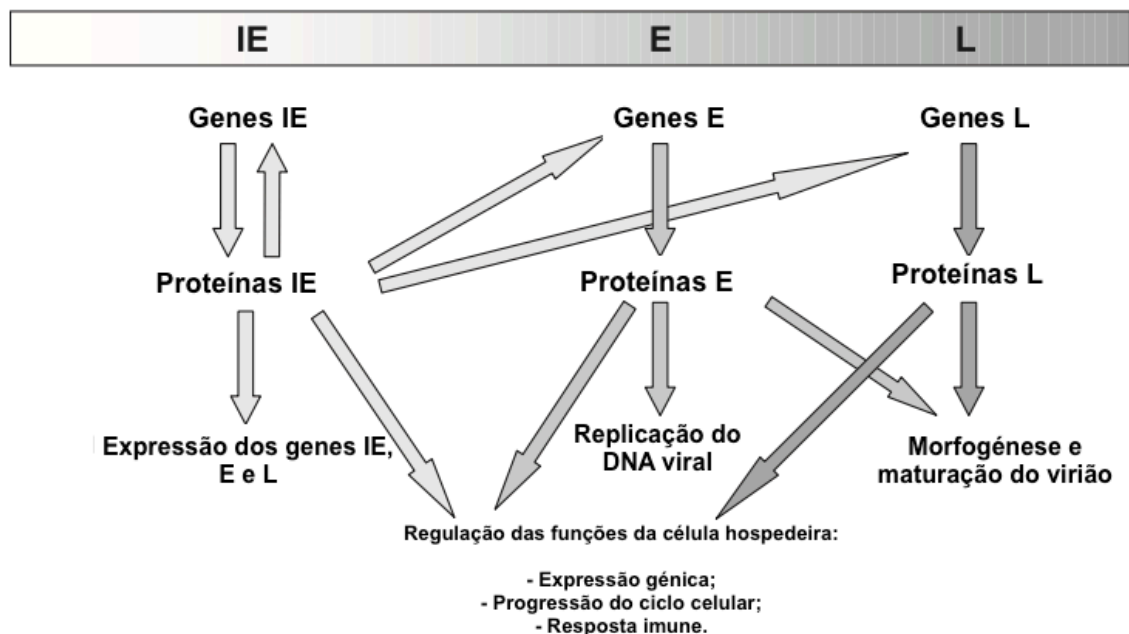 IE E L
Genes IE Genes E Genes L
Proteínas IE Proteínas E Proteínas L
Expressão dos genes IE,
E e L
Replicação do
DNA viral
Morfogénese e
maturação do virião
Regulação das funções da célula hospedeira:
- Expressão génica;
- Progressão do ciclo celular;
- Resposta imune.